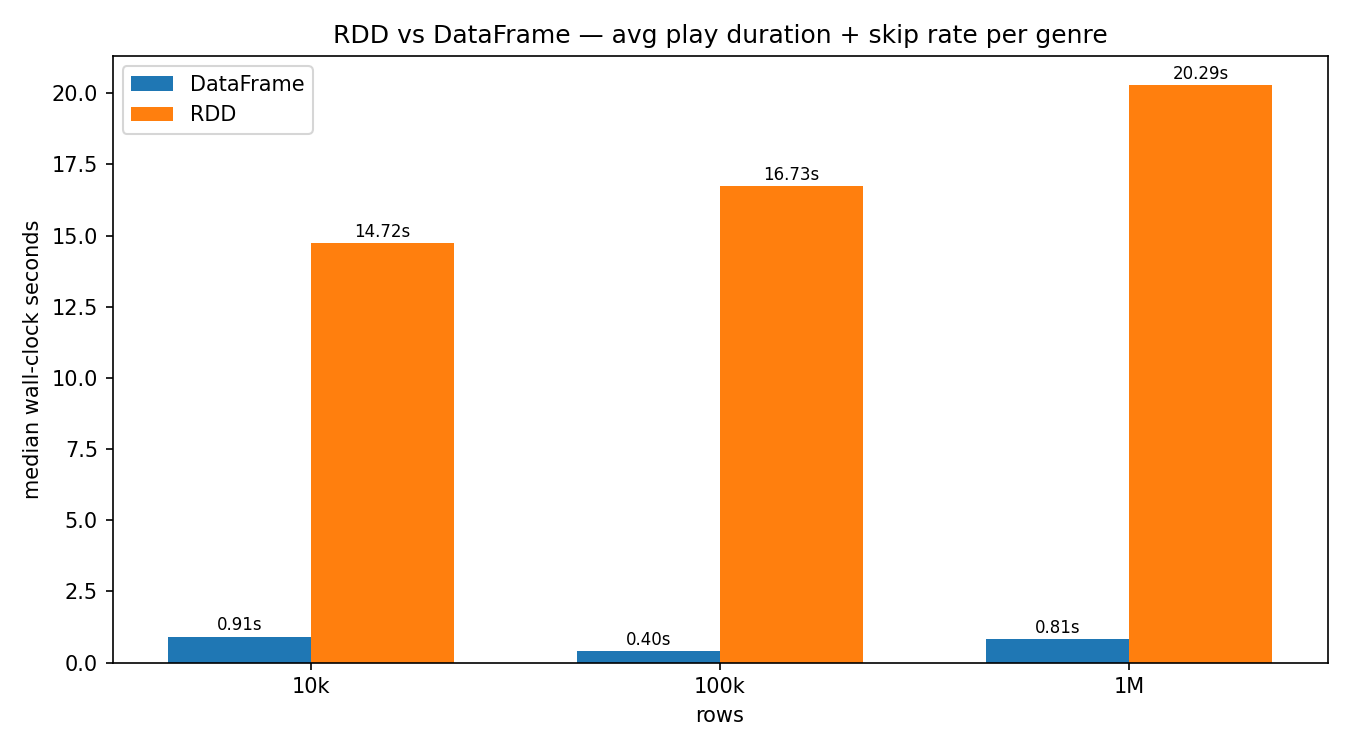 RDD vs DataFrame — avg play duration + skip rate per genre
DataFrame
RDD
median wall-clock seconds
20.0
17.5
15.0
12.5
10.0
7.5
5.0
2.5
0.0
0.91s
14.72s
0.40s
16.73s
0.81s
20.29s
10k
100k
1M
rows